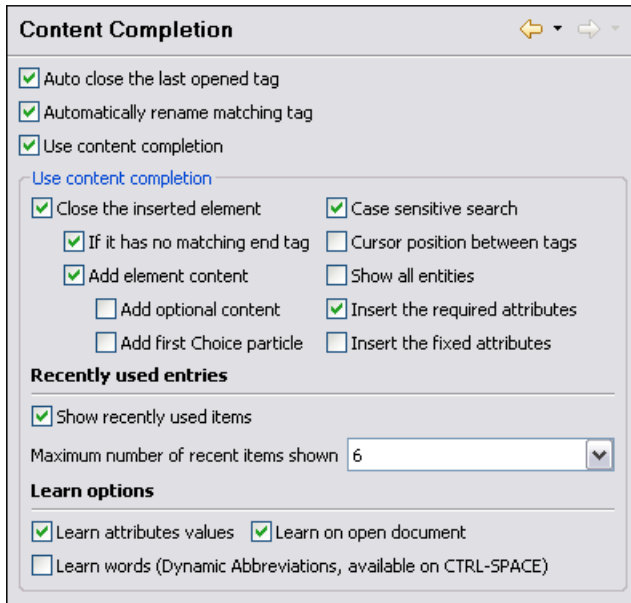 Content Completion
Auto close the last opened tag
Automatically rename matching tag
Use content completion
Use content completion
Close the inserted element
Case sensitive search
If it has no matching end tag
Cursor position between tags
Add element content
Show all entities
Add optional content
Insert the required attributes
Add first Choice particle
Insert the fixed attributes
Recently used entries
Show recently used items
Maximum number of recent items shown 6
Learn options
Learn attributes values
Learn on open document
Learn words (Dynamic Abbreviations, available on CTRL-SPACE)